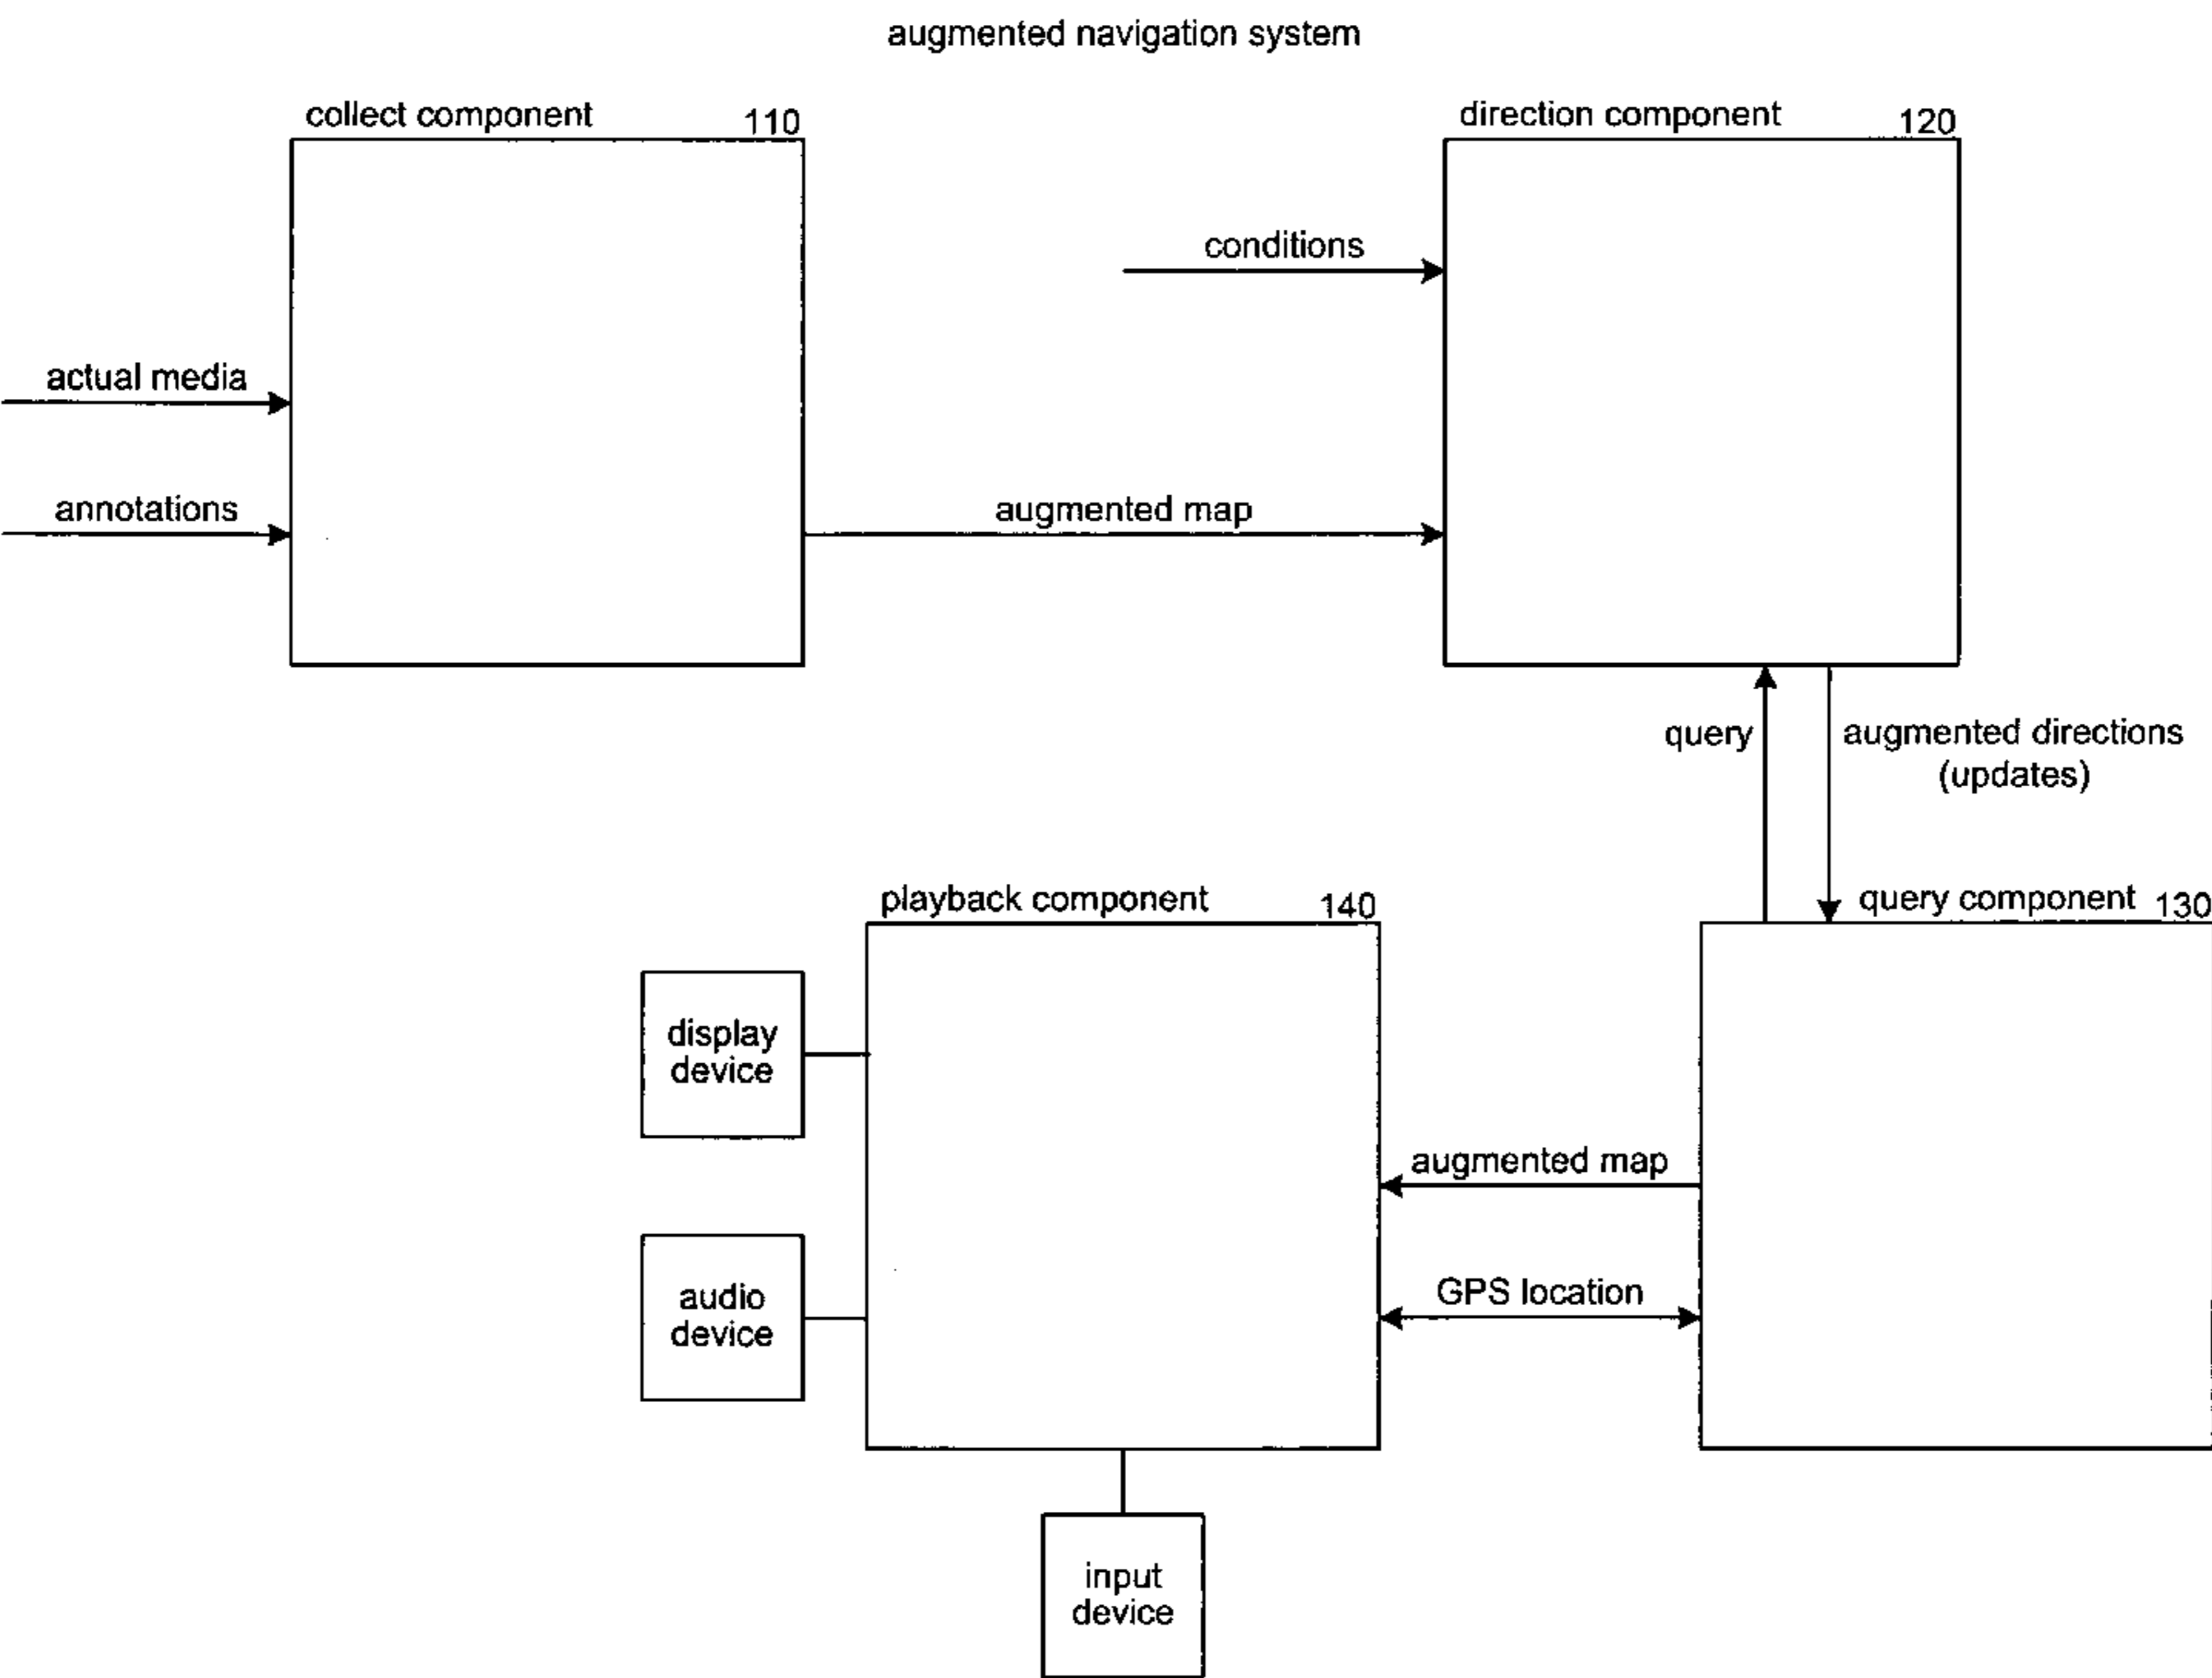 augmented navigation system
collect component 110
direction component 120
conditions
actual media
annotations
augmented map
query
augmented directions
(updates)
playback component 140
query component 130
display
device
augmented map
audio
device
GPS location
input
device